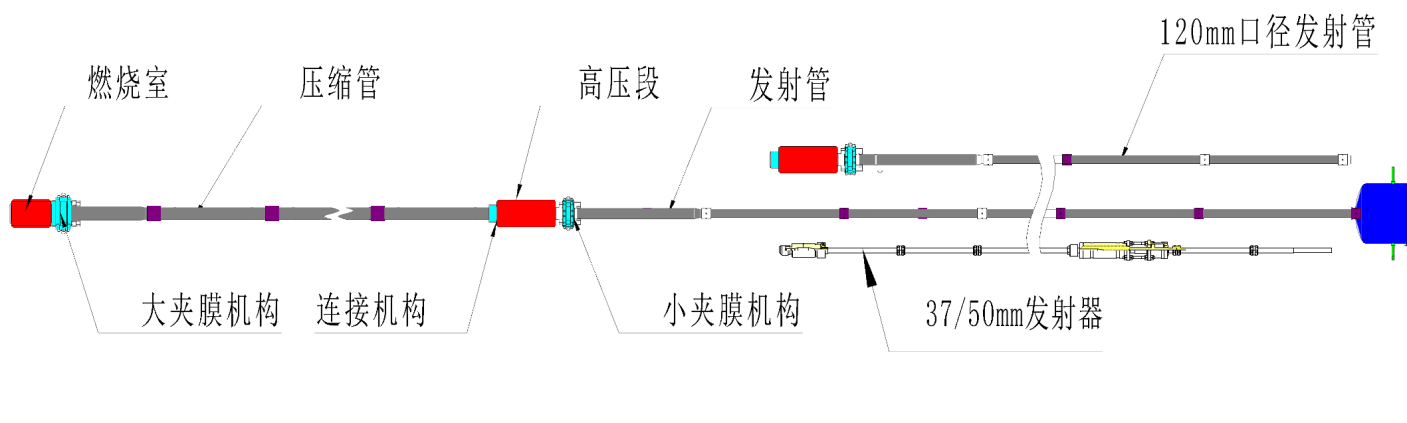 120mm口径发射管
燃烧室
压缩管
高压段
发射管
大夹膜机构
连接机构
小夹膜机构
37/50mm发射器